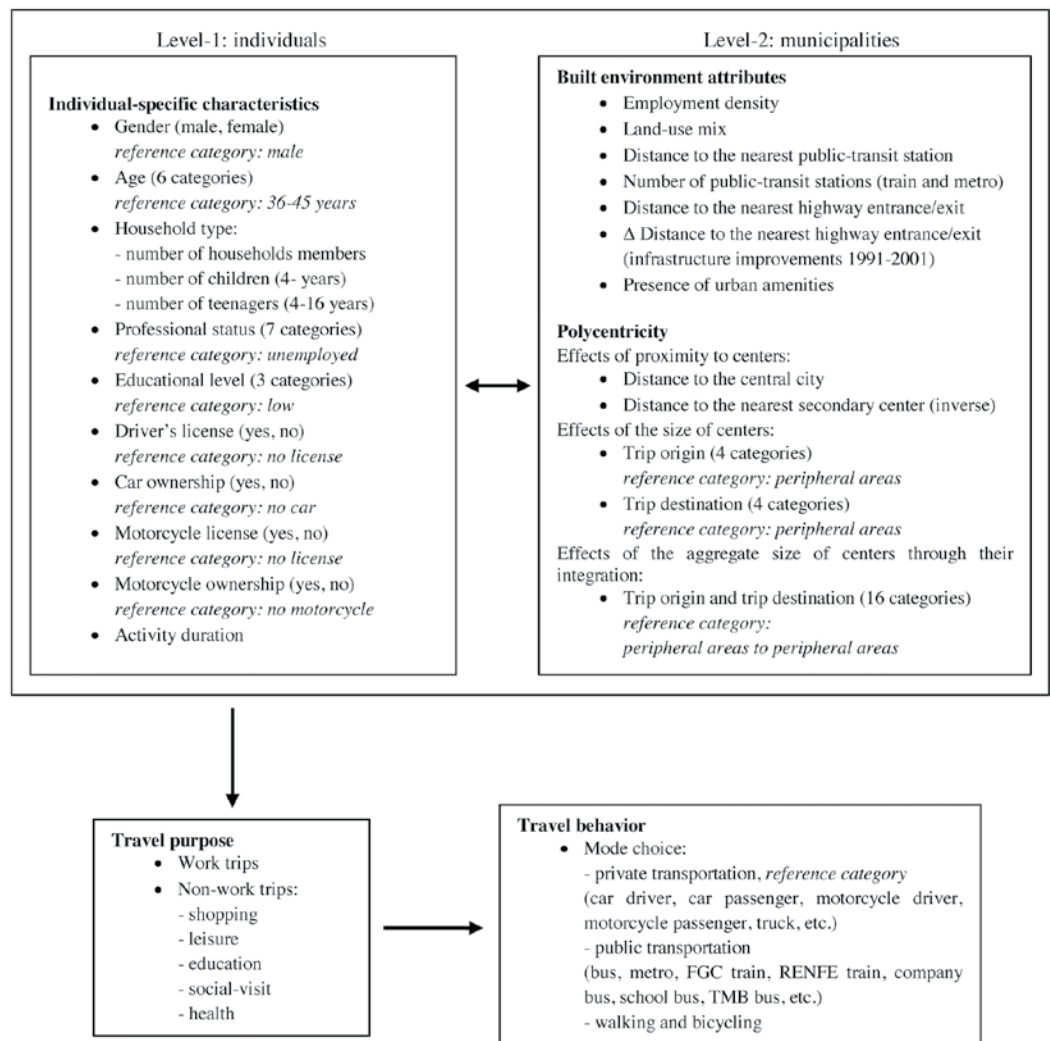 Level-1: individuals
Individual-specific characteristics
• Gender (male, female)
reference category: male
• Age (6 categories)
reference category: 36-45 years
• Household type:
- number of households members
- number of children (4- years)
- number of teenagers (4-16 years)
• Professional status (7 categories)
reference category: unemployed
• Educational level (3 categories)
reference category: low
• Driver's license (yes, no)
reference category: no license
• Car ownership (yes, no)
reference category: no car
• Motorcycle license (yes, no)
reference category: no license
• Motorcycle ownership (yes, no)
reference category: no motorcycle
• Activity duration
Level-2: municipalities
Built environment attributes
• Employment density
• Land-use mix
• Distance to the nearest public-transit station
• Number of public-transit stations (train and metro)
• Distance to the nearest highway entrance/exit
• Δ Distance to the nearest highway entrance/exit
(infrastructure improvements 1991-2001)
• Presence of urban amenities
Polycentricity
Effects of proximity to centers:
• Distance to the central city
• Distance to the nearest secondary center (inverse)
Effects of the size of centers:
• Trip origin (4 categories)
reference category: peripheral areas
• Trip destination (4 categories)
reference category: peripheral areas
Effects of the aggregate size of centers through their
integration:
• Trip origin and trip destination (16 categories)
reference category:
peripheral areas to peripheral areas
Travel purpose
• Work trips
• Non-work trips:
- shopping
- leisure
- education
- social-visit
- health
Travel behavior
• Mode choice:
- private transportation, reference category
(car driver, car passenger, motorcycle driver,
motorcycle passenger, truck, etc.)
- public transportation
(bus, metro, FGC train, RENFE train, company
bus, school bus, TMB bus, etc.)
- walking and bicycling